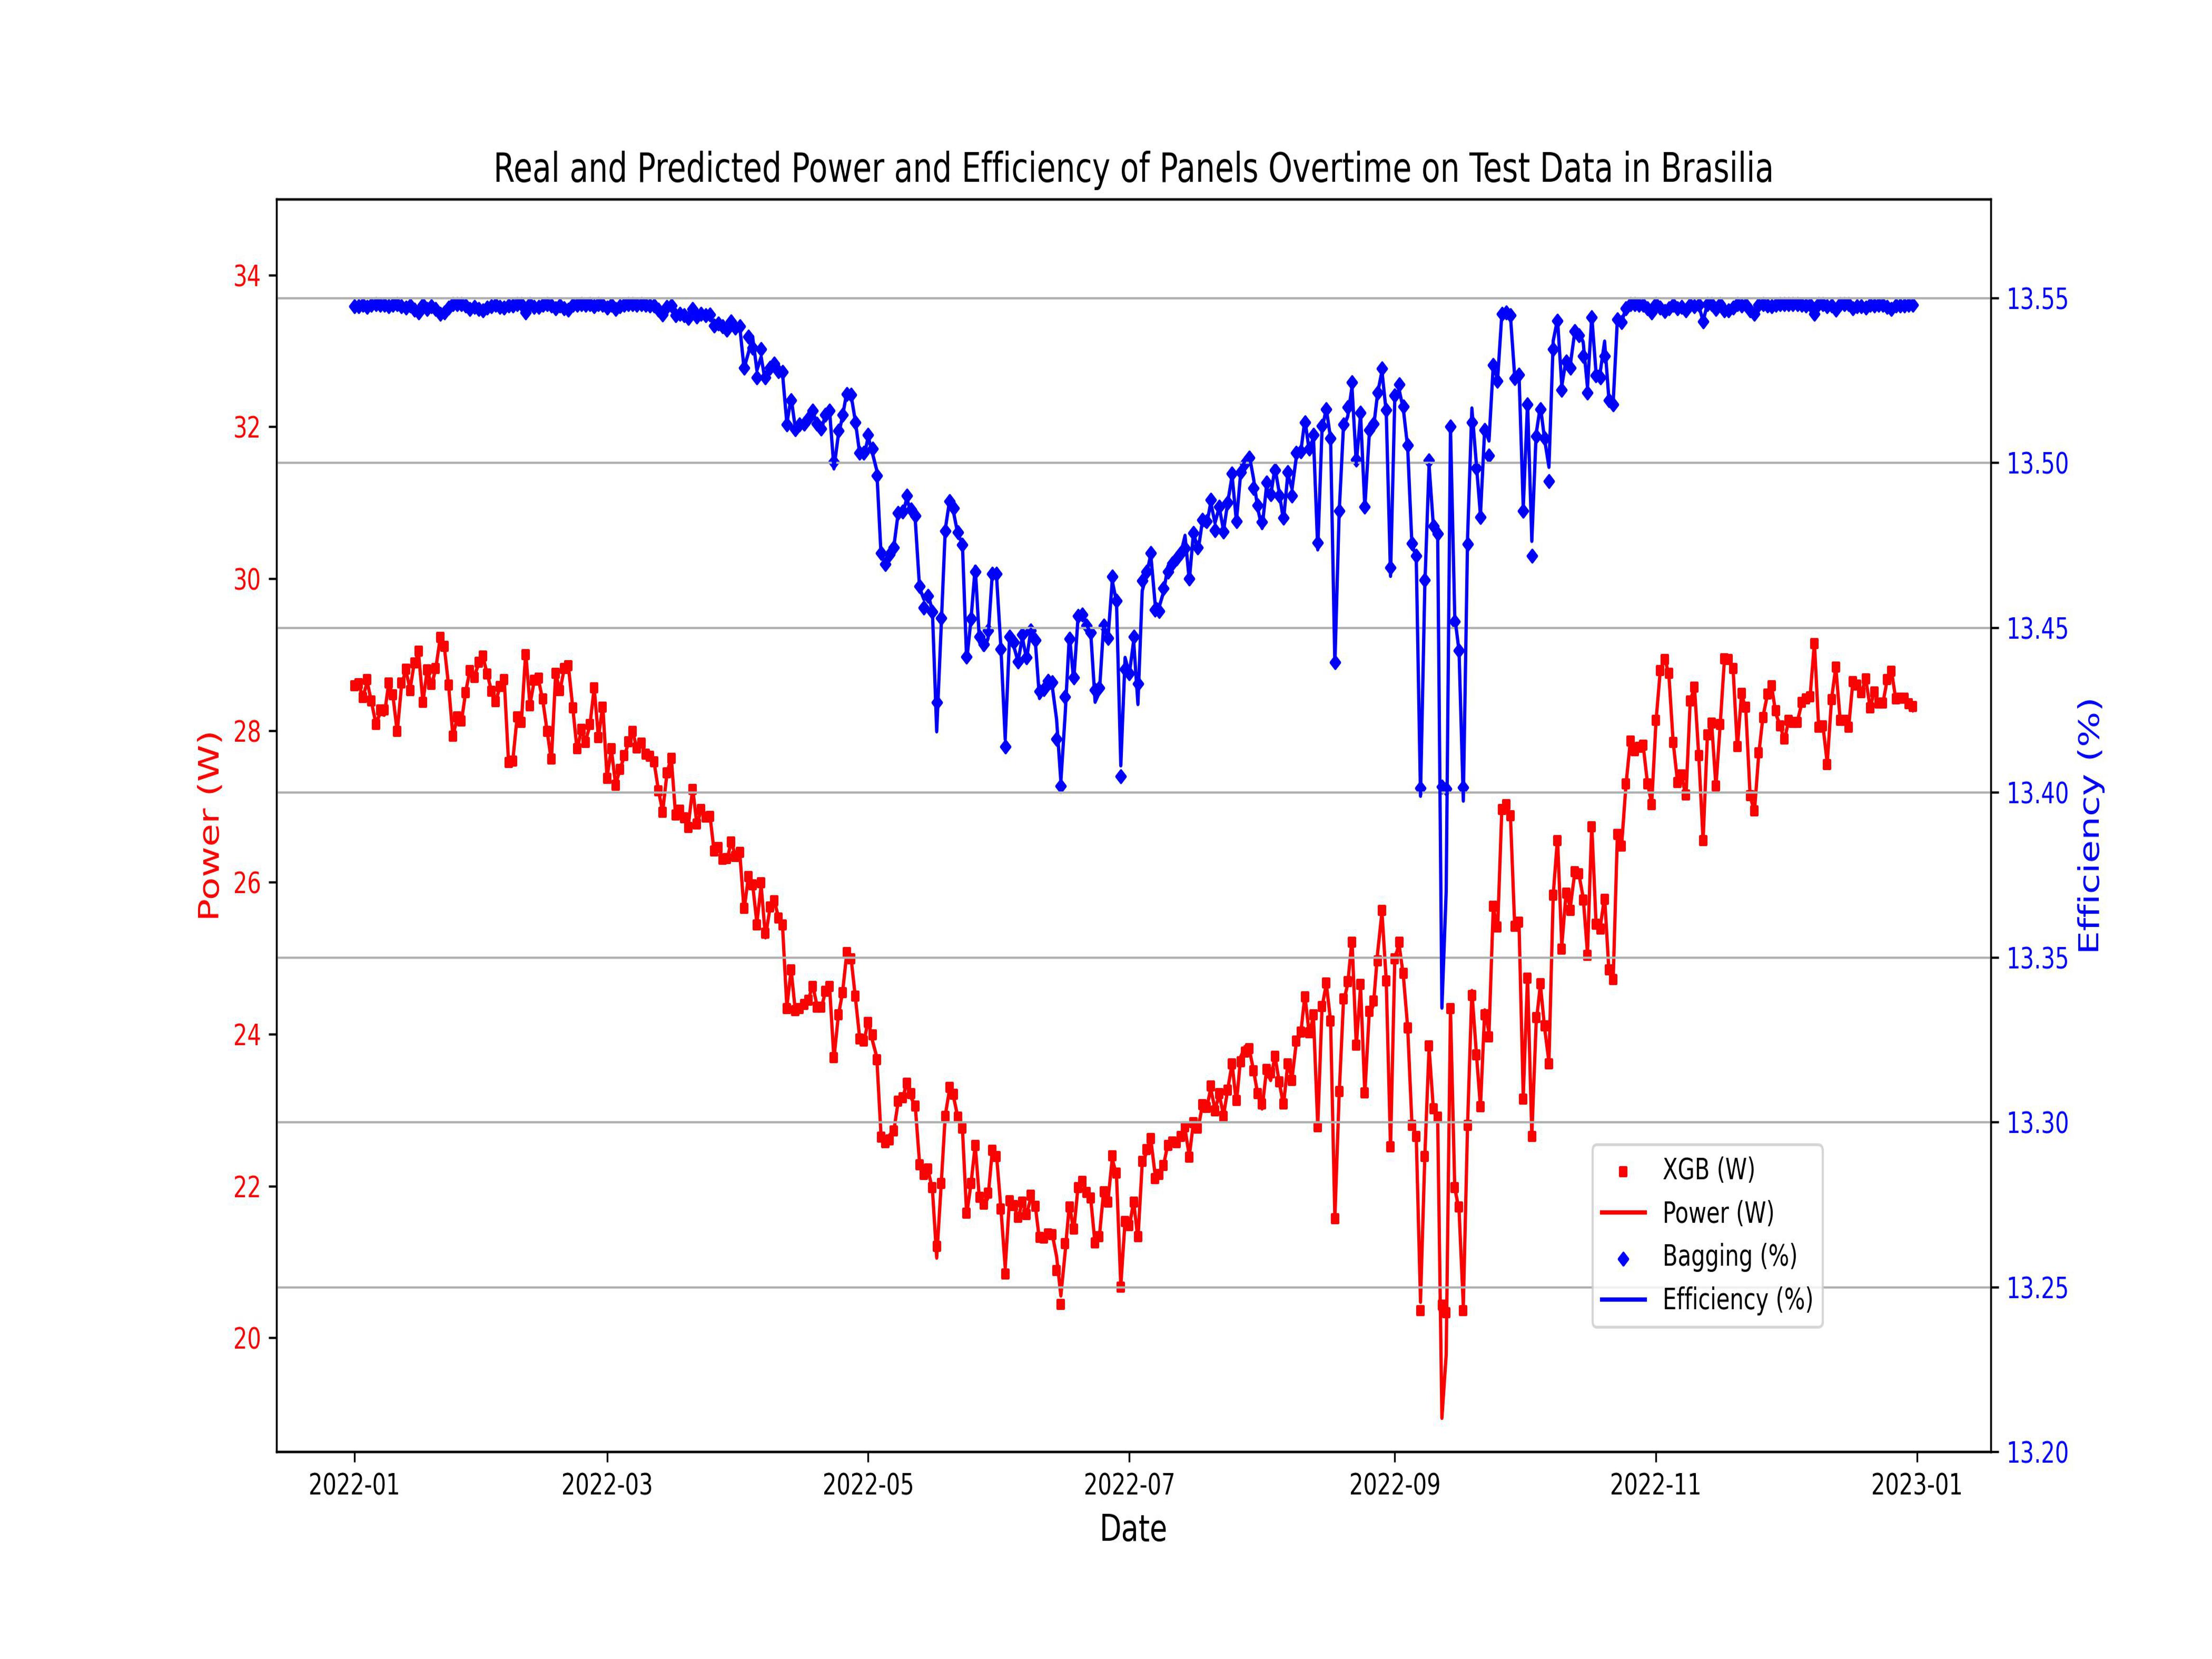 Real and Predicted Power and Efficiency of Panels Overtime on Test Data in Brasilia
Power (W)
34
32
30
28
26
24
22
20
13.55
13.50
13.45
13.40
13.35
13.30
13.25
13.20
Efficiency (%)
XGB (W)
Power (W)
Bagging (%)
Efficiency (%)
2022-01 2022-03 2022-05 2022-07 2022-09 2022-11 2023-01
Date